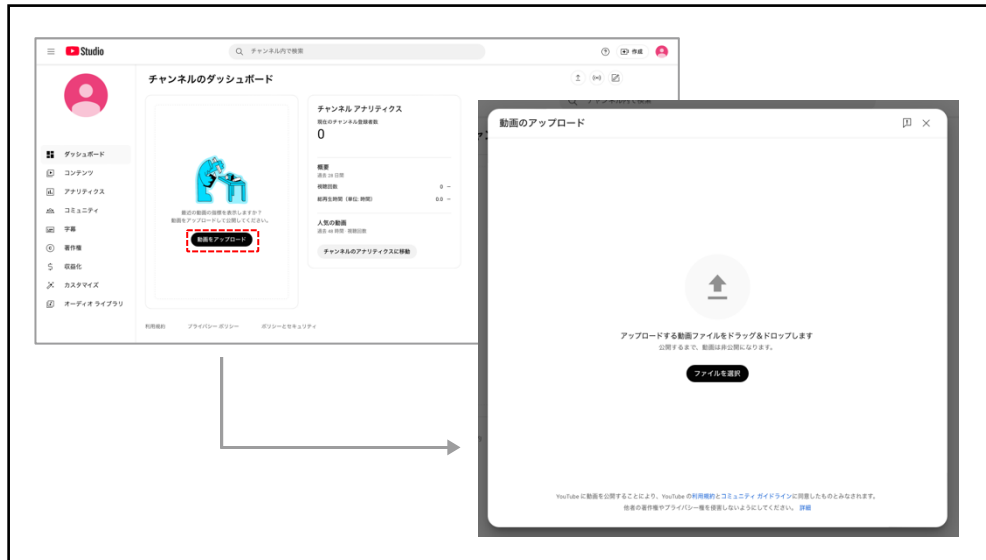 Studio
チャンネル内で検索
作成
チャンネルのダッシュボード
ダッシュボード
コンテンツ
アナリティクス
コミュニティ
字幕
著作権
収益化
カスタマイズ
オーディオ ライブラリ
最近の動画の指標を表示しますか？
動画をアップロードして公開してください。
動画をアップロード
チャンネル アナリティクス
現在のチャンネル登録者数
0
概要
過去 28 日間
視聴回数 0 –
総再生時間（単位: 時間） 0.0 –
人気の動画
過去 48 時間 · 視聴回数
チャンネルのアナリティクスに移動
利用規約 プライバシー ポリシー ポリシーとセキュリティ
動画のアップロード
アップロードする動画ファイルをドラッグ＆ドロップします
公開するまで、動画は非公開になります。
ファイルを選択
YouTube に動画を公開することにより、YouTube の利用規約とコミュニティ ガイドラインに同意したものとみなされます。
他者の著作権やプライバシー権を侵害しないようにしてください。 詳細